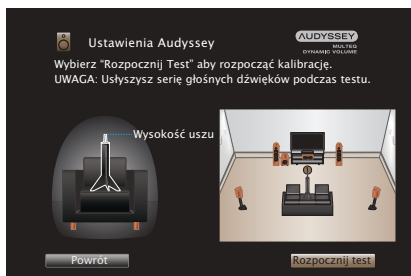 Ustawienia Audyssey
AUDYSSEY
MULTEQ
DYNAMIC VOLUME
Wybierz “Rozpocznij Test” aby rozpocząć kalibrację.
UWAGA: Usłyszysz serię głośnych dźwięków podczas testu.
Wysokość uszu
Powrót
Rozpocznij test